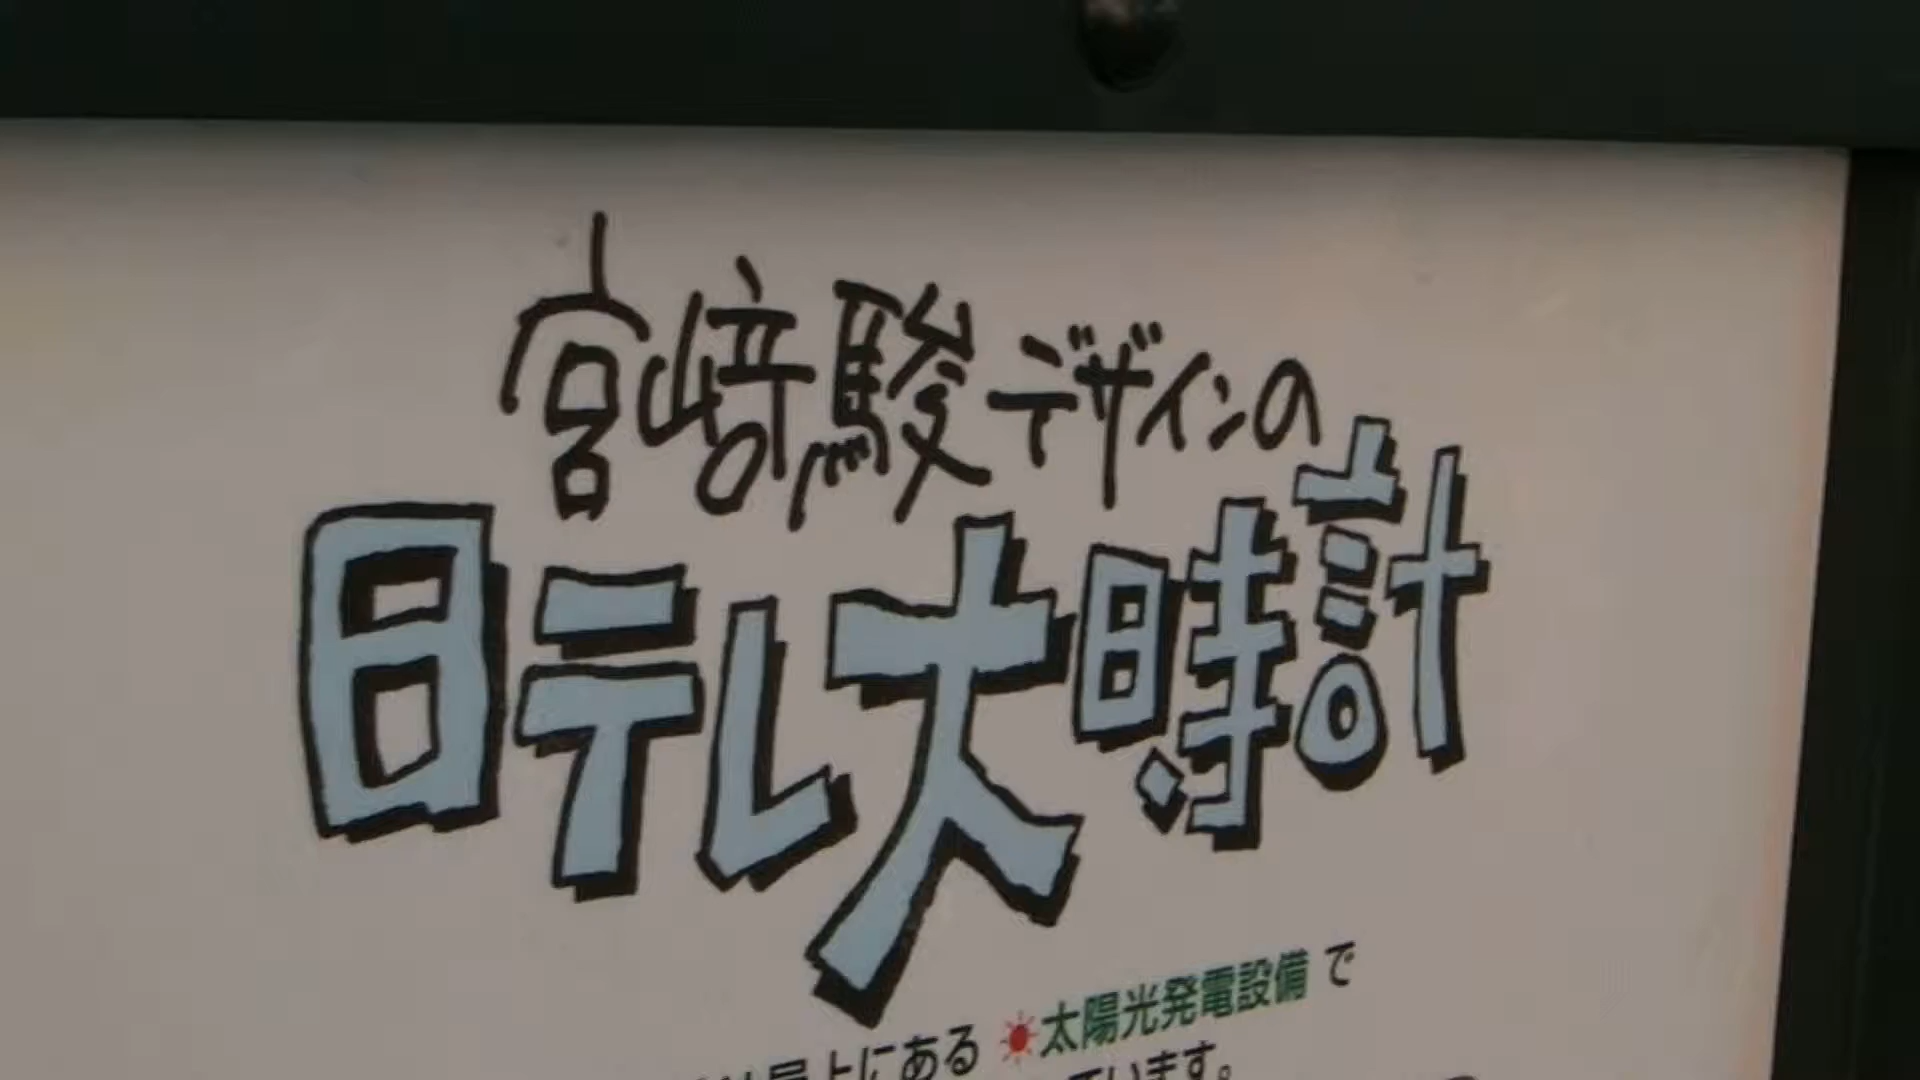 宮﨑駿デザインの
日テレ大時計
屋上にある ☀太陽光発電設備 で
ています。